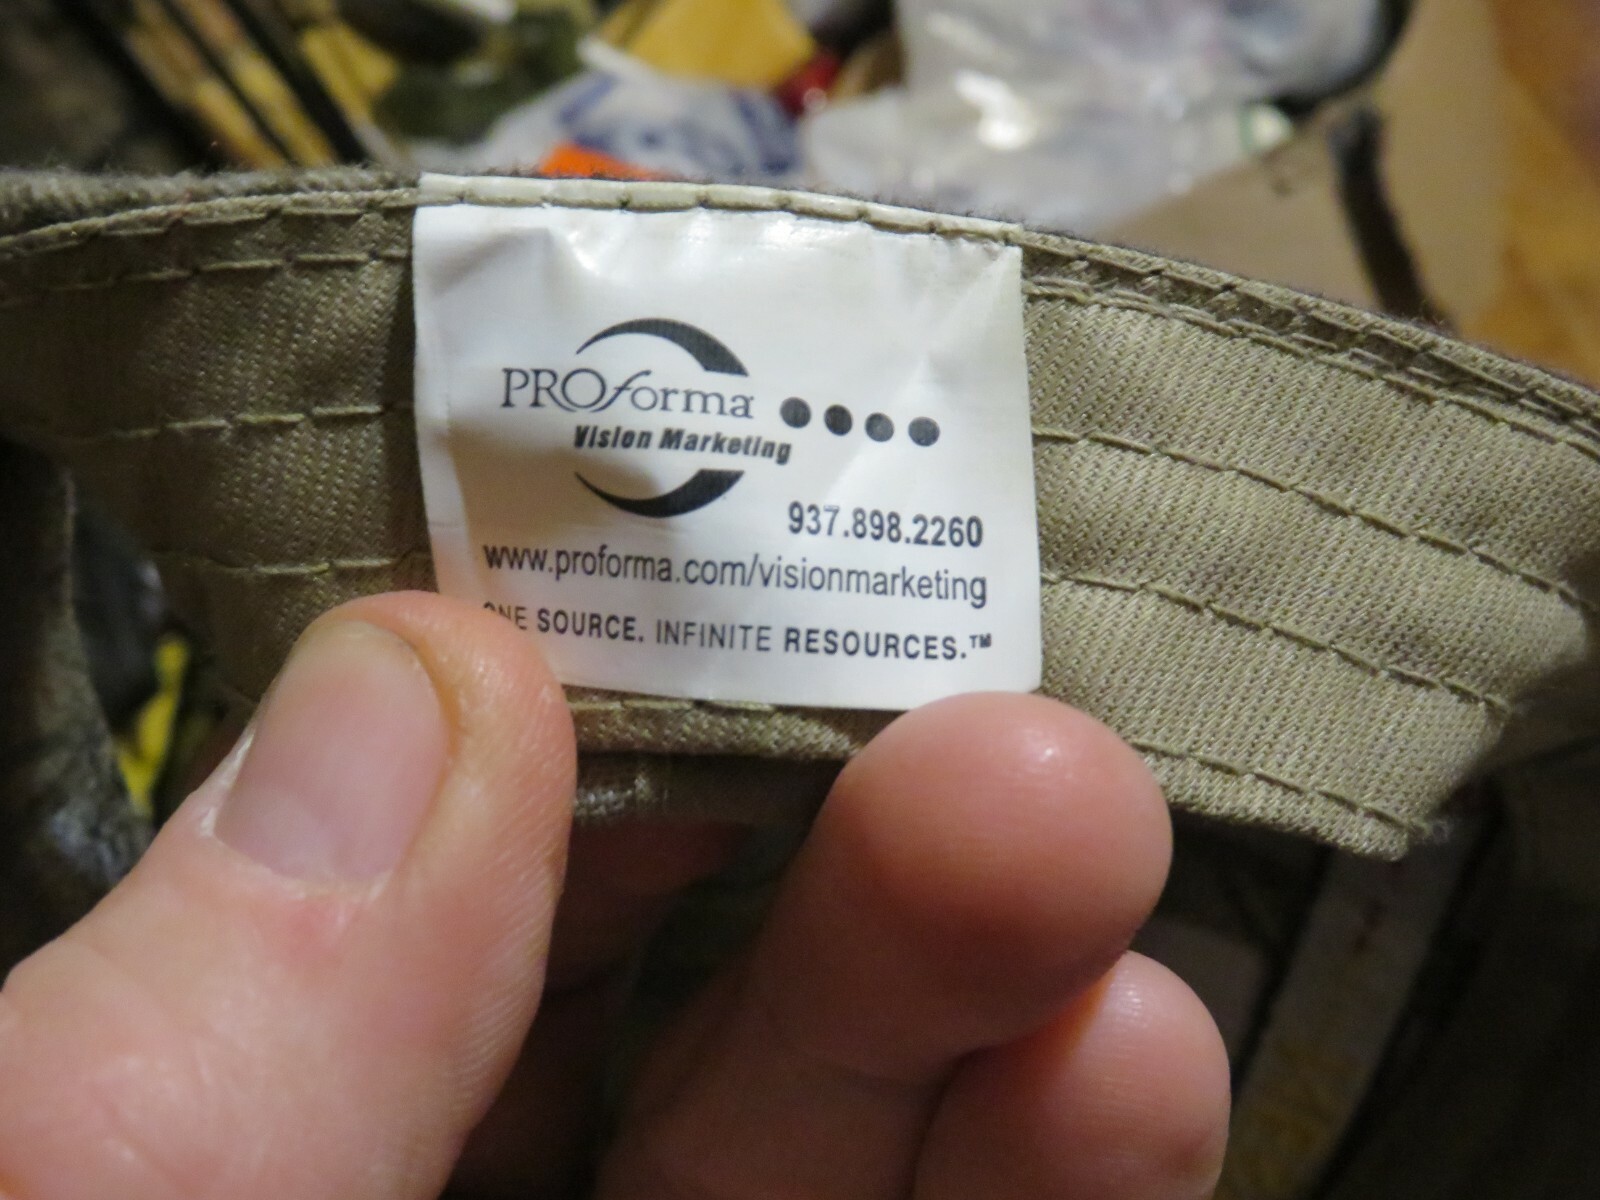 PROforma
Vision Marketing
937.898.2260
www.proforma.com/visionmarketing
ONE SOURCE. INFINITE RESOURCES.™